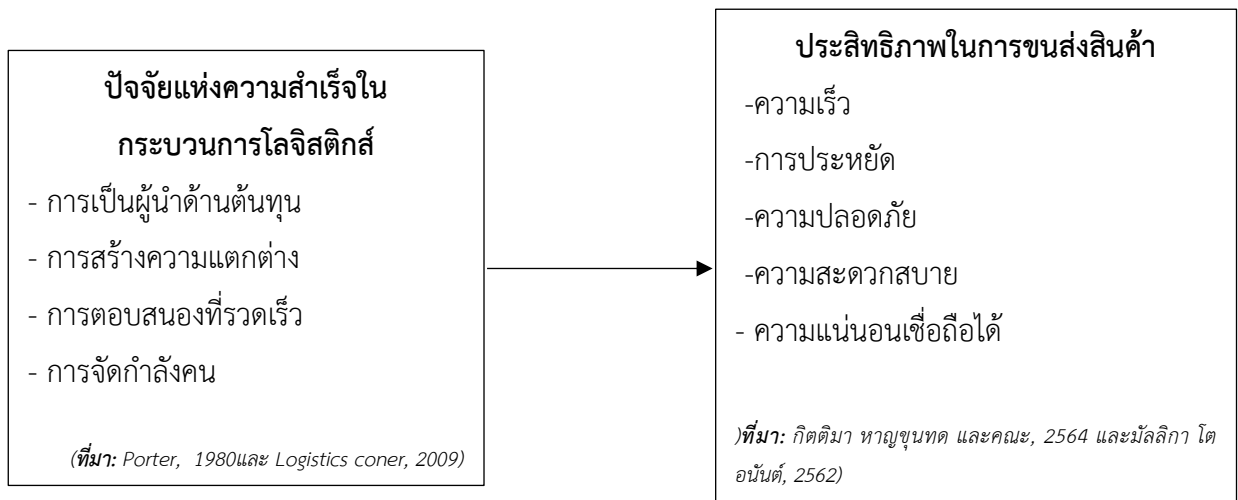 ปัจจัยแห่งความสำเร็จใน
กระบวนการโลจิสติกส์
- การเป็นผู้นำด้านต้นทุน
- การสร้างความแตกต่าง
- การตอบสนองที่รวดเร็ว
- การจัดกำลังคน
(ที่มา: Porter, 1980และ Logistics coner, 2009)
ประสิทธิภาพในการขนส่งสินค้า
-ความเร็ว
-การประหยัด
-ความปลอดภัย
-ความสะดวกสบาย
- ความแน่นอนเชื่อถือได้
)ที่มา: กิตติมา หาญขุนทด และคณะ, 2564 และมัลลิกา โต
อนันต์, 2562)